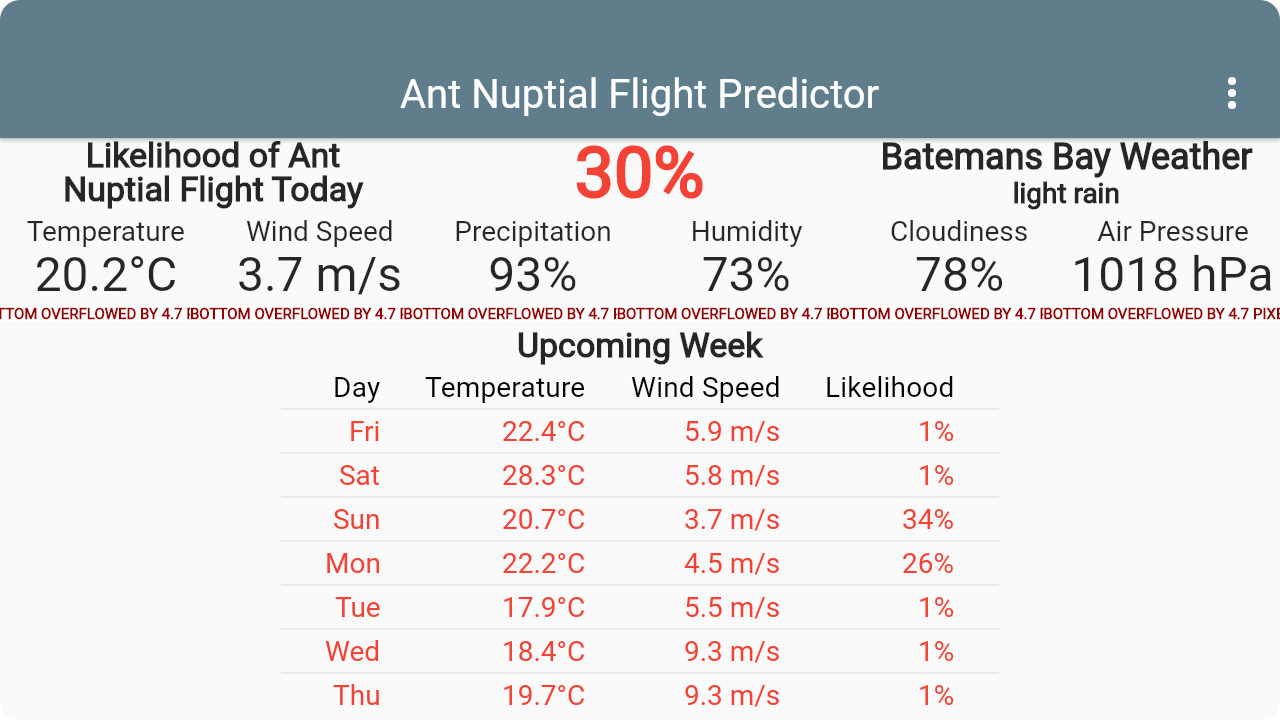 Ant Nuptial Flight Predictor
Likelihood of Ant
Nuptial Flight Today
30%
Batemans Bay Weather
light rain
Temperature Wind Speed Precipitation Humidity Cloudiness Air Pressure
20.2°C 3.7 m/s 93% 73% 78% 1018 hPa
TTOM OVERFLOWED BY 4.7 BOTTOM OVERFLOWED BY 4.7 BOTTOM OVERFLOWED BY 4.7 BOTTOM OVERFLOWED BY 4.7 BOTTOM OVERFLOWED BY 4.7 BOTTOM OVERFLOWED BY 4.7 PIXE
Upcoming Week
Day Temperature Wind Speed Likelihood
Fri 22.4°C 5.9 m/s 1%
Sat 28.3°C 5.8 m/s 1%
Sun 20.7°C 3.7 m/s 34%
Mon 22.2°C 4.5 m/s 26%
Tue 17.9°C 5.5 m/s 1%
Wed 18.4°C 9.3 m/s 1%
Thu 19.7°C 9.3 m/s 1%